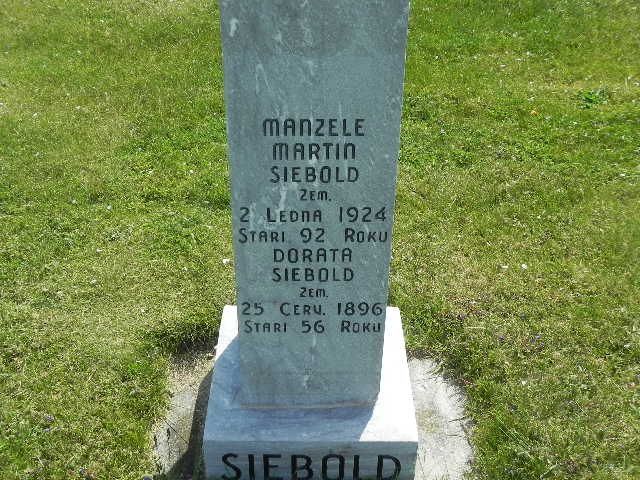 MANZELE
MARTIN
SIEBOLD
ZEM.
2 LEDNA 1924
STARI 92 ROKU
DORATA
SIEBOLD
ZEM.
25 CERV. 1896
STARI 56 ROKU
SIEBOLD